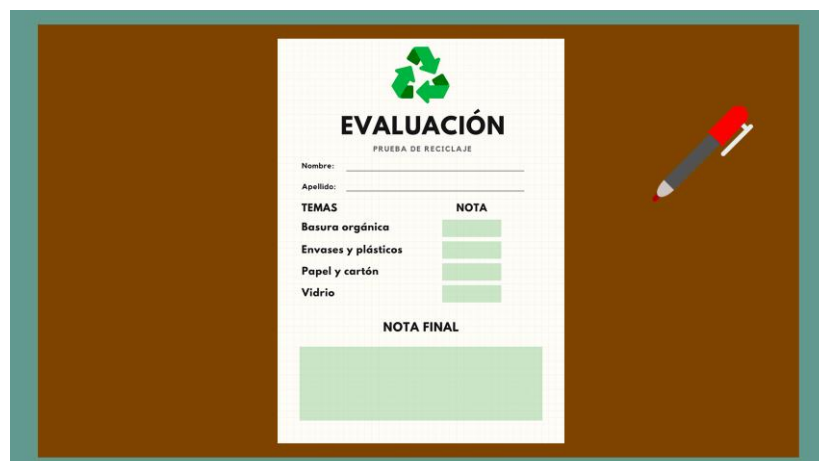 EVALUACIÓN
PRUEBA DE RECICLAJE
Nombre:
Apellido:
TEMAS NOTA
Basura orgánica
Envases y plásticos
Papel y cartón
Vidrio
NOTA FINAL